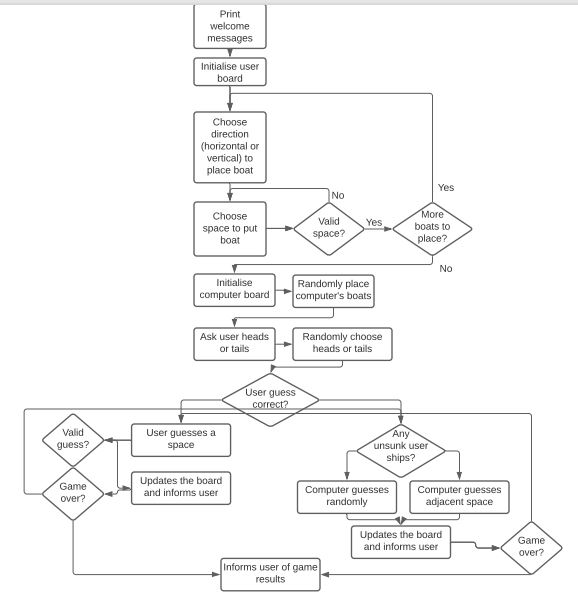 Print
welcome
messages
Initialise user
board
Choose
direction
(horizontal or
vertical) to
place boat
Yes
No
Choose
space to put
boat
Valid
space?
Yes
More
boats to
place?
No
Initialise
computer board
Randomly place
computer's boats
Ask user heads
or tails
Randomly choose
heads or tails
User guess
correct?
Valid
guess?
User guesses a
space
Any
unsunk user
ships?
Game
over?
Updates the board
and informs user
Computer guesses
randomly
Computer guesses
adjacent space
Updates the board
and informs user
Game
over?
Informs user of game
results